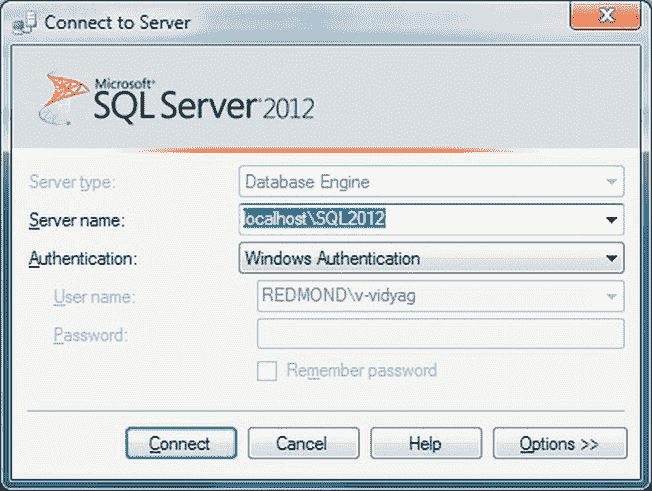 Connect to Server
Microsoft®
SQL Server® 2012
Server type: Database Engine
Server name: localhost\SQL2012
Authentication: Windows Authentication
User name: REDMOND\v-vidyag
Password:
Remember password
Connect Cancel Help Options >>